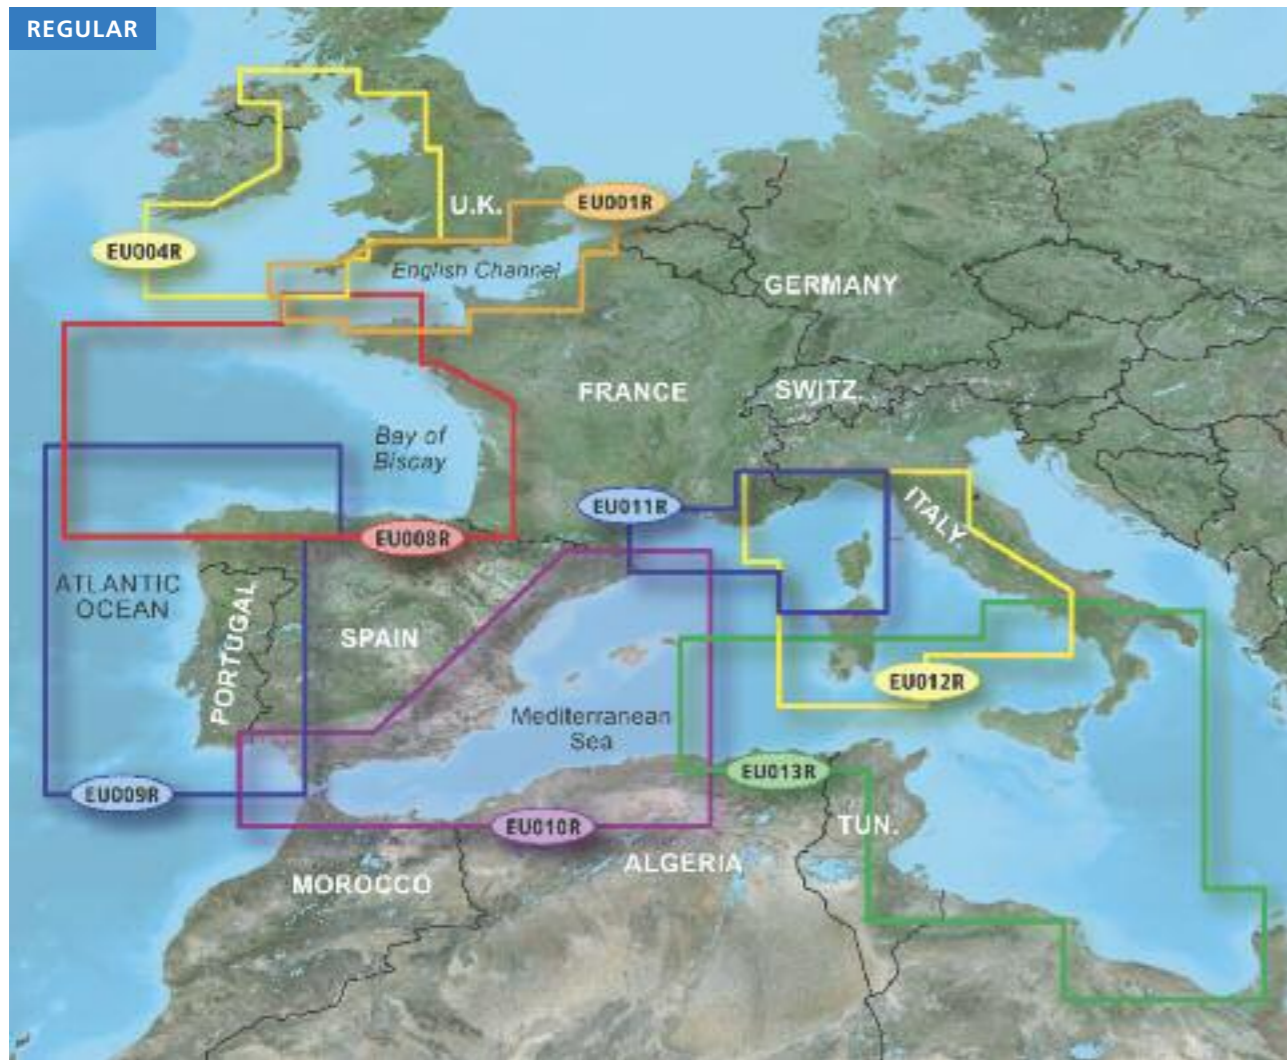 REGULAR
EU001R
U.K.
EU004R
English Channel
GERMANY
FRANCE
SWITZ.
Bay of
Biscay
EU011R
ITALY
EU008R
ATLANTIC
OCEAN
PORTUGAL
SPAIN
EU012R
Mediterranean
Sea
EU013R
EU009R
EU010R
TUN.
ALGERIA
MOROCCO